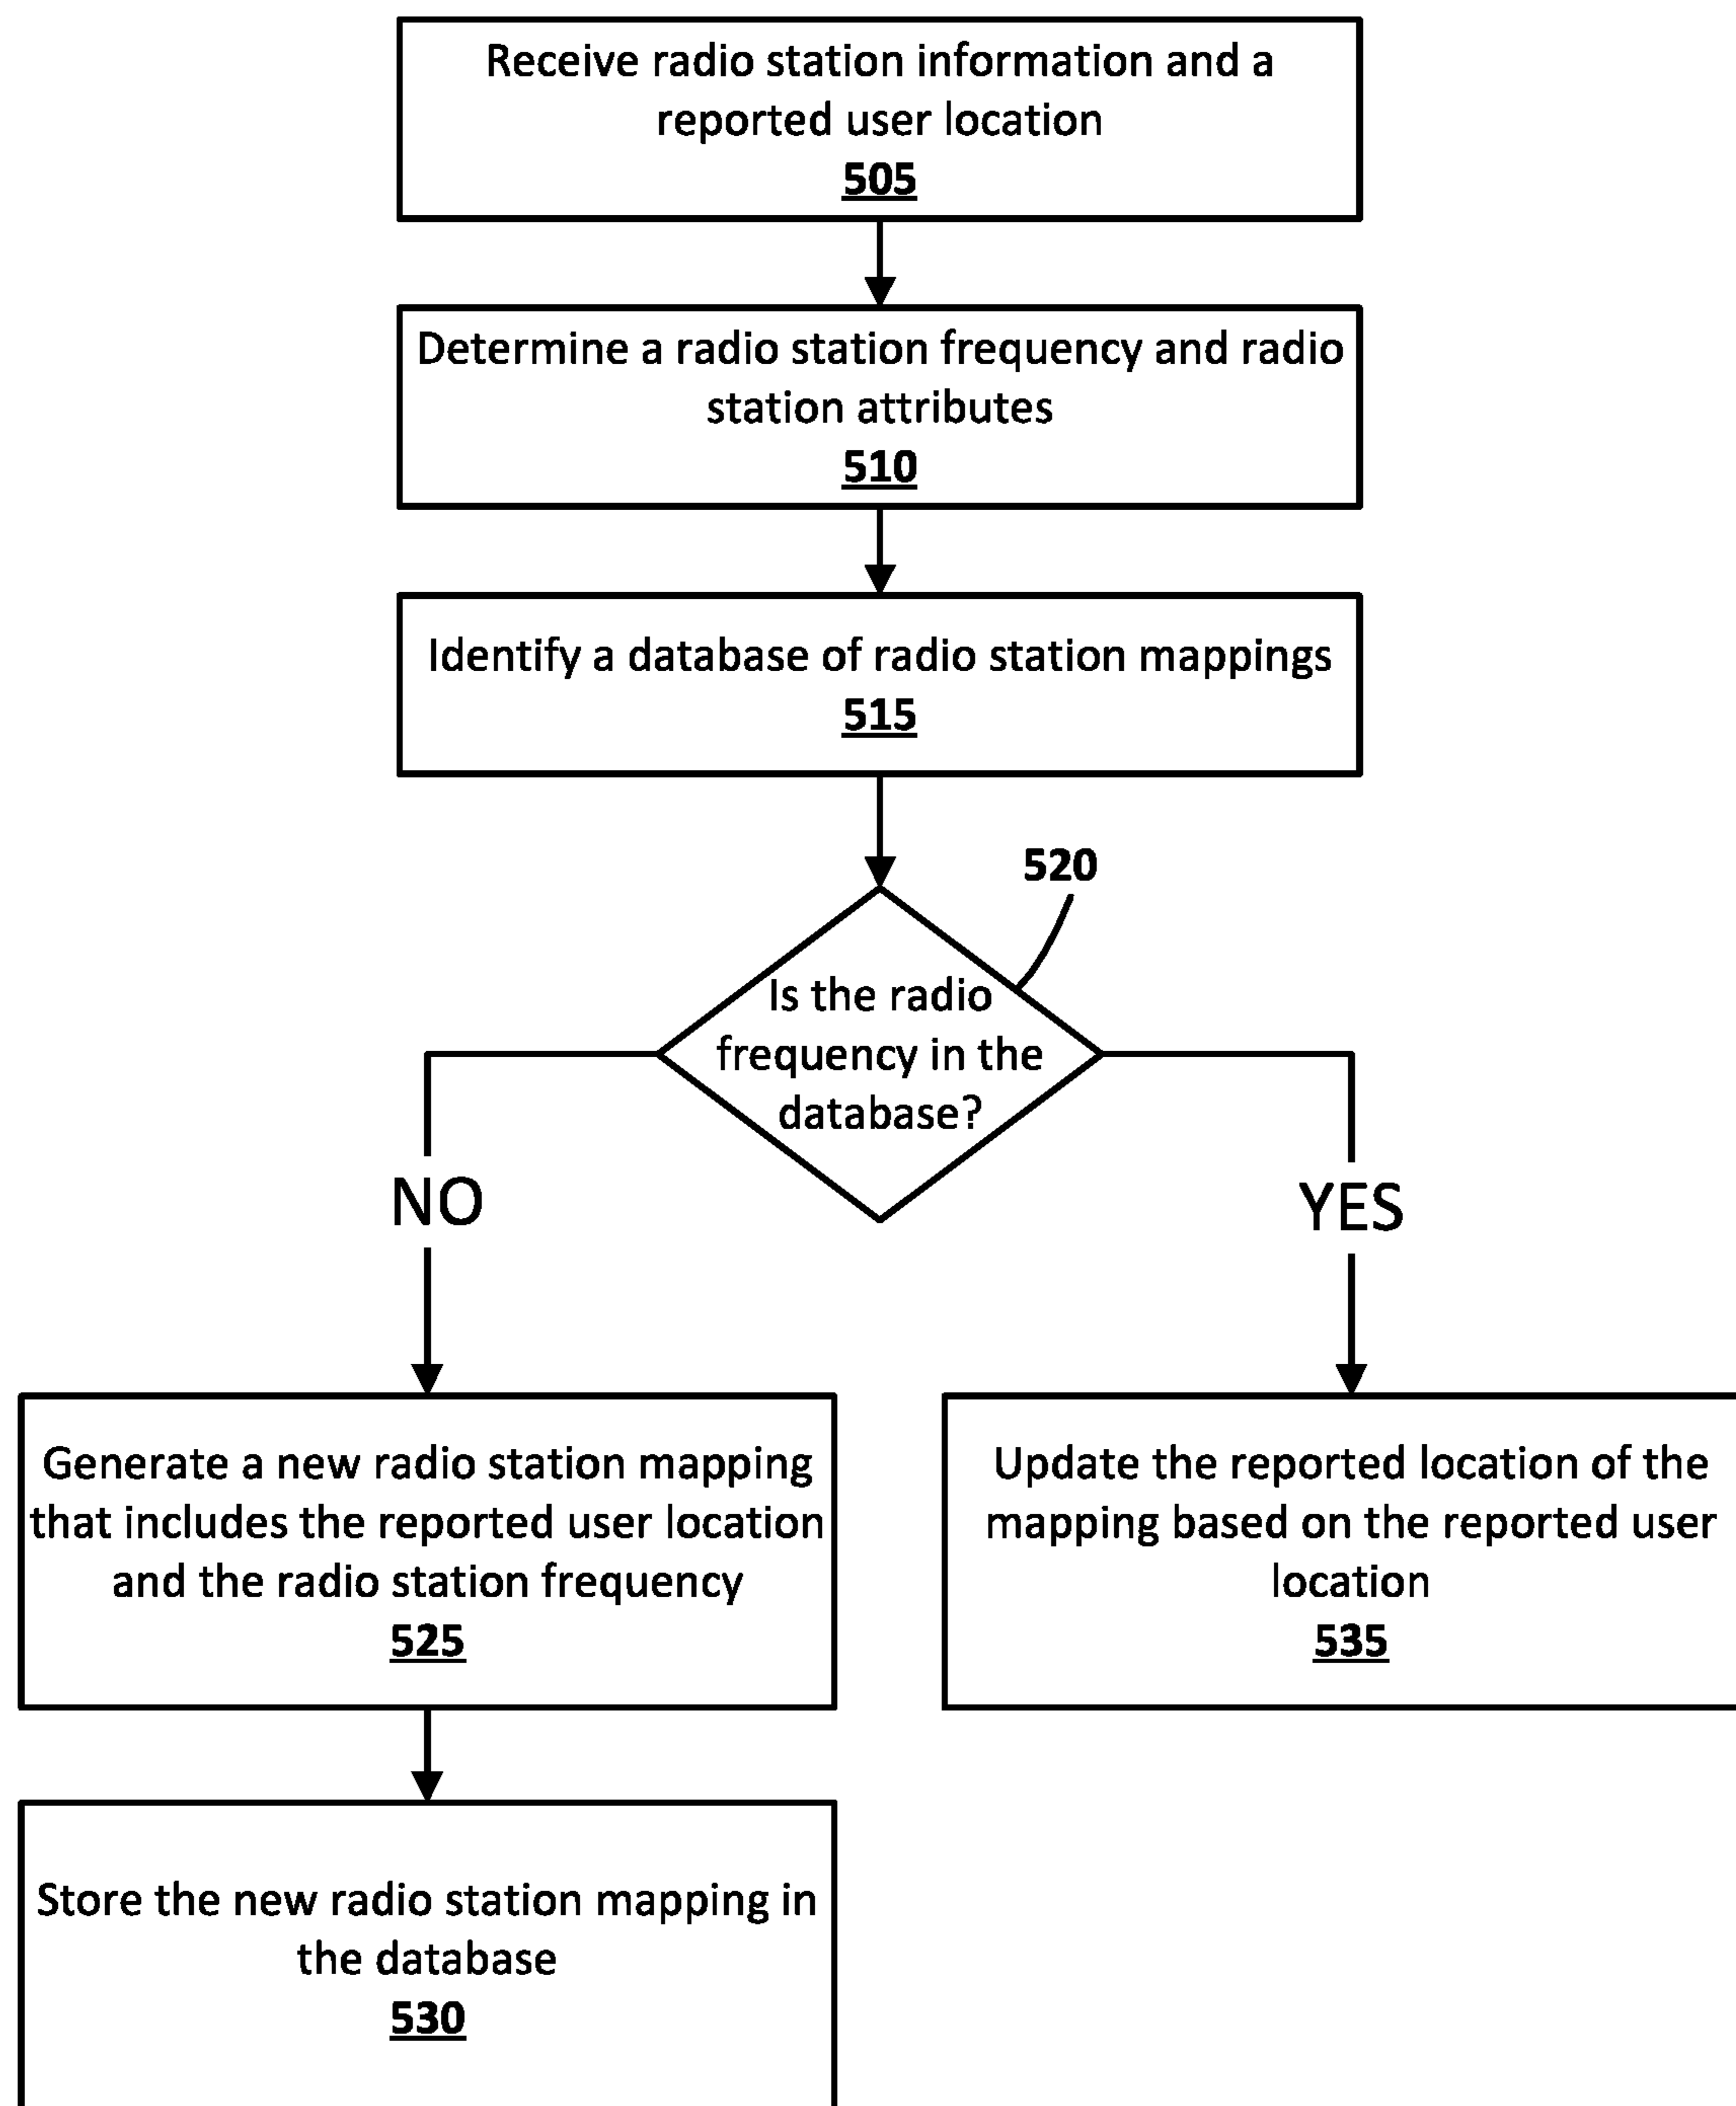 Receive radio station information and a
reported user location
505
Determine a radio station frequency and radio
station attributes
510
Identify a database of radio station mappings
515
520
Is the radio
frequency in the
database?
NO
YES
Generate a new radio station mapping
that includes the reported user location
and the radio station frequency
525
Update the reported location of the
mapping based on the reported user
location
535
Store the new radio station mapping in
the database
530